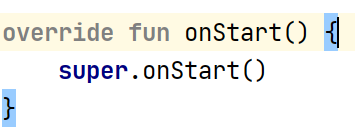 override fun onStart() {
    super.onStart()
}